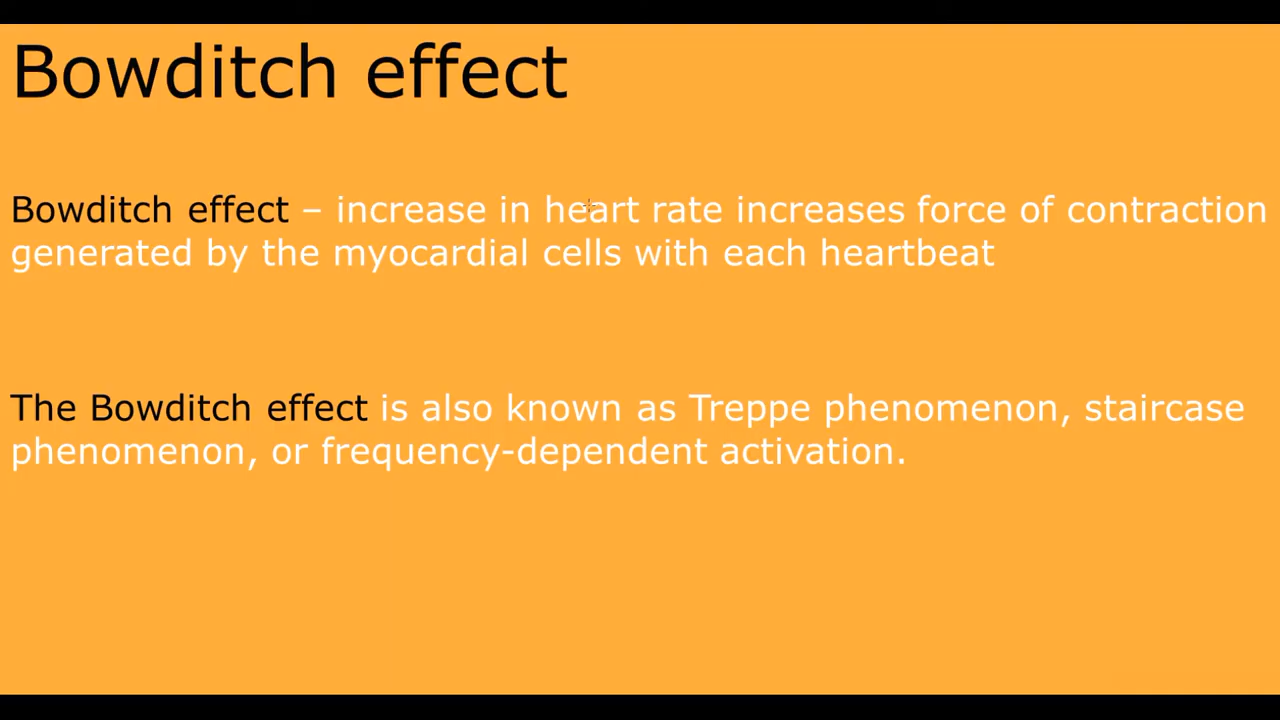 Bowditch effect
Bowditch effect – increase in heart rate increases force of contraction
generated by the myocardial cells with each heartbeat
The Bowditch effect is also known as Treppe phenomenon, staircase
phenomenon, or frequency-dependent activation.